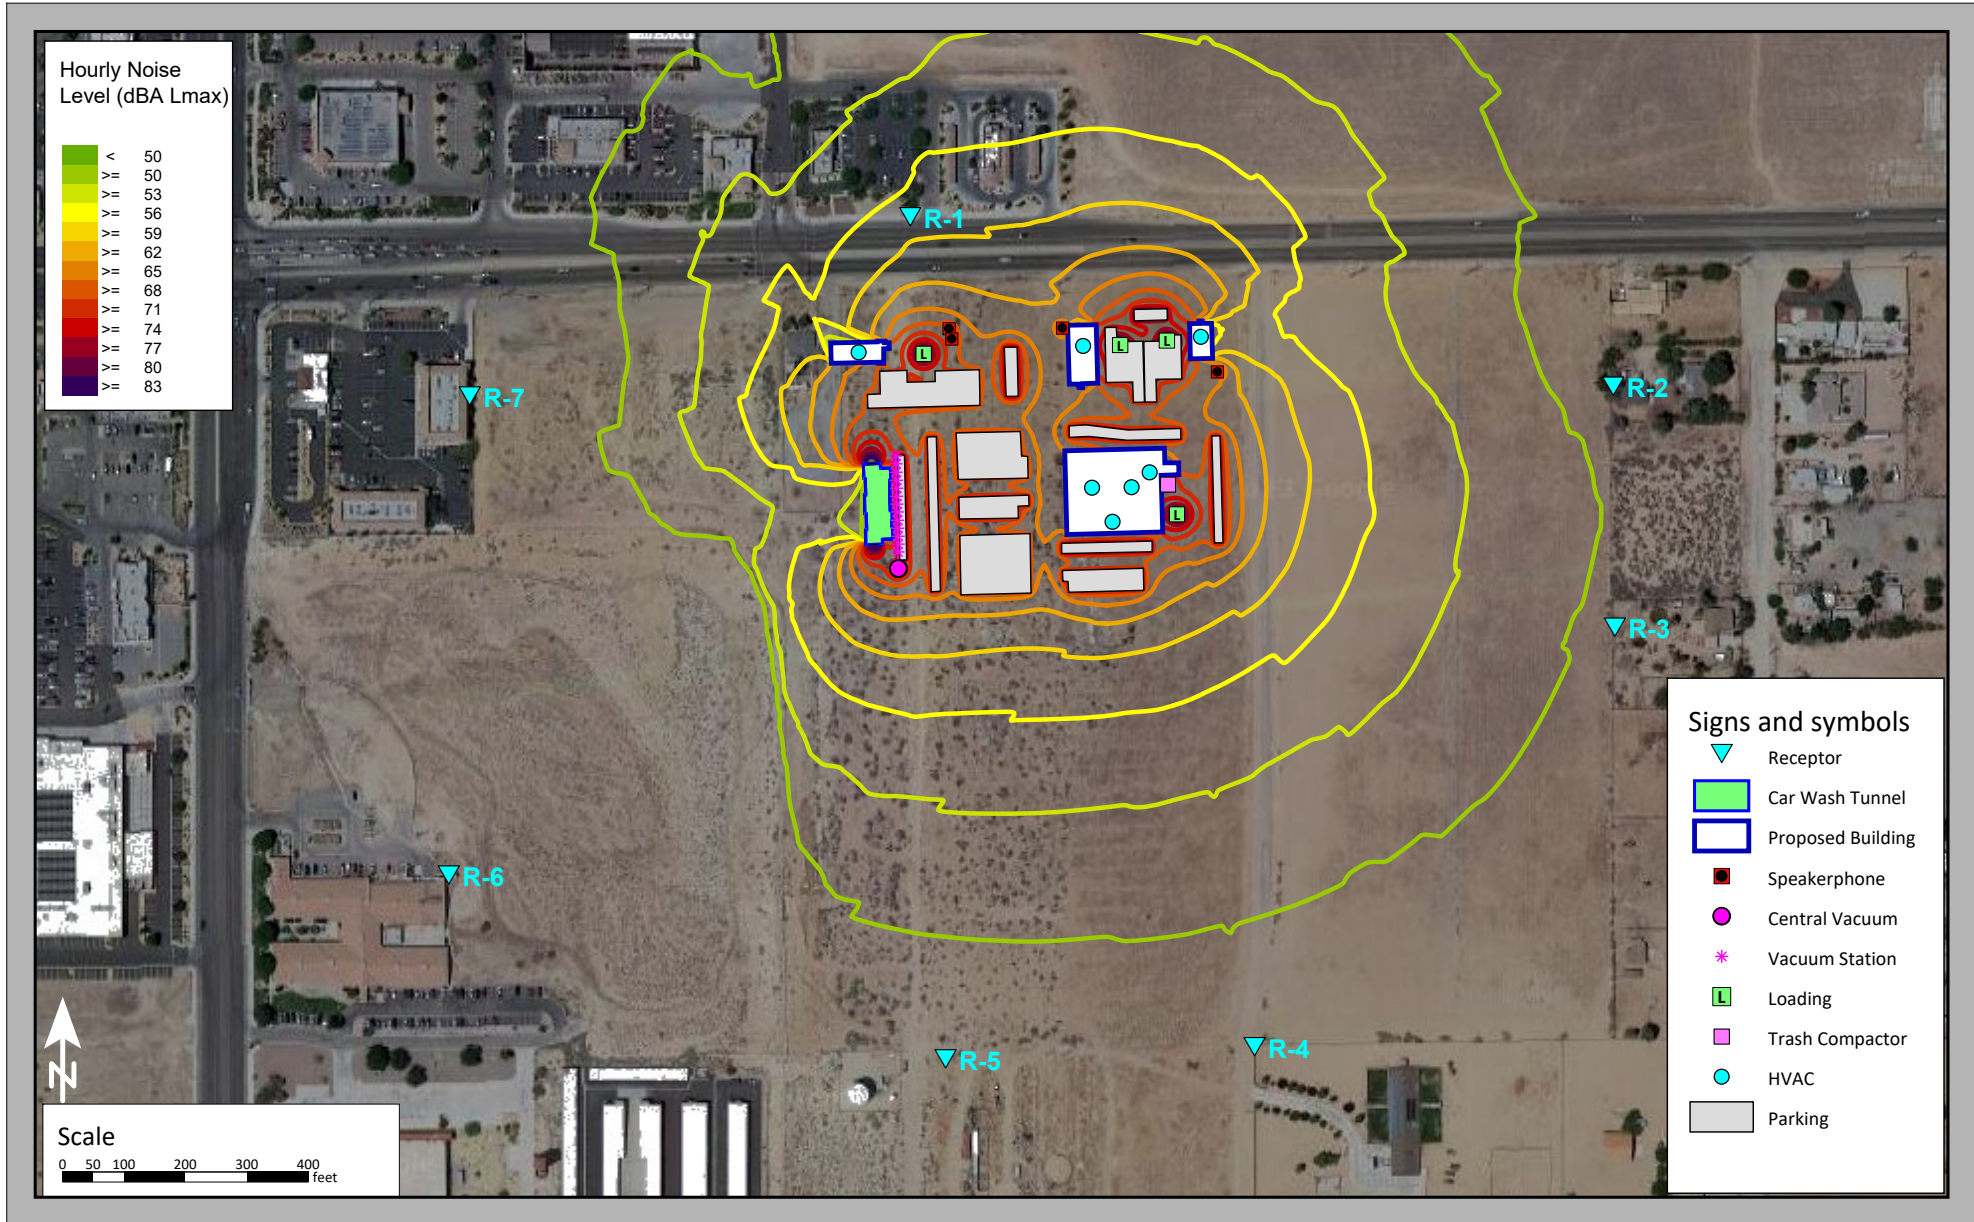 Hourly Noise
Level (dBA Lmax)
< 50
>= 50
>= 53
>= 56
>= 59
>= 62
>= 65
>= 68
>= 71
>= 74
>= 77
>= 80
>= 83
R-1
R-2
R-7
R-3
R-6
R-5
R-4
L
L
L
L
Signs and symbols
Receptor
Car Wash Tunnel
Proposed Building
Speakerphone
Central Vacuum
Vacuum Station
L Loading
Trash Compactor
HVAC
Parking
N
Scale
0 50 100 200 300 400
feet